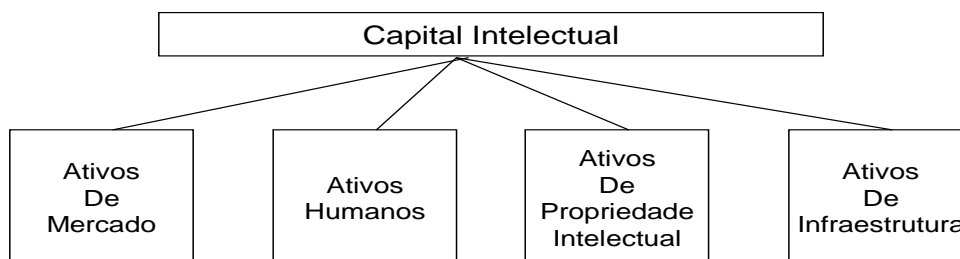 Capital Intelectual
Ativos
De
Mercado
Ativos
Humanos
Ativos
De
Propriedade
Intelectual
Ativos
De
Infraestrutura